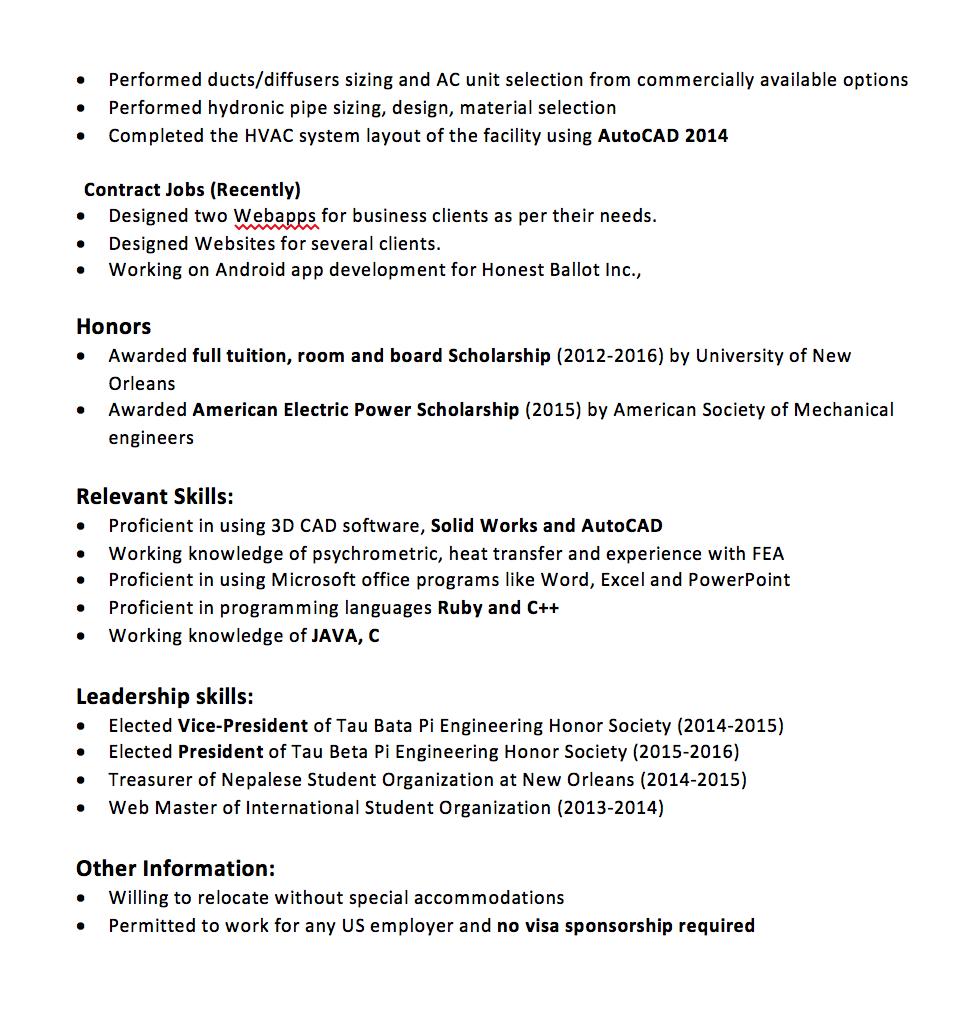 • Performed ducts/diffusers sizing and AC unit selection from commercially available options
• Performed hydronic pipe sizing, design, material selection
• Completed the HVAC system layout of the facility using AutoCAD 2014
Contract Jobs (Recently)
• Designed two Webapps for business clients as per their needs.
• Designed Websites for several clients.
• Working on Android app development for Honest Ballot Inc.,
Honors
• Awarded full tuition, room and board Scholarship (2012-2016) by University of New
Orleans
• Awarded American Electric Power Scholarship (2015) by American Society of Mechanical
engineers
Relevant Skills:
• Proficient in using 3D CAD software, Solid Works and AutoCAD
• Working knowledge of psychrometric, heat transfer and experience with FEA
• Proficient in using Microsoft office programs like Word, Excel and PowerPoint
• Proficient in programming languages Ruby and C++
• Working knowledge of JAVA, C
Leadership skills:
• Elected Vice-President of Tau Bata Pi Engineering Honor Society (2014-2015)
• Elected President of Tau Beta Pi Engineering Honor Society (2015-2016)
• Treasurer of Nepalese Student Organization at New Orleans (2014-2015)
• Web Master of International Student Organization (2013-2014)
Other Information:
• Willing to relocate without special accommodations
• Permitted to work for any US employer and no visa sponsorship required